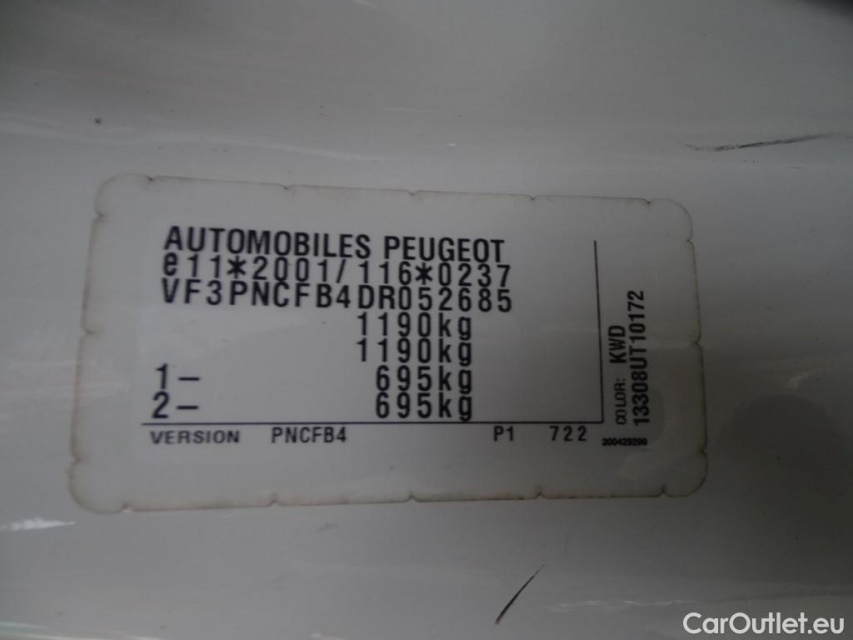 AUTOMOBILES PEUGEOT
e11*2001/116*0237
VF3PNCFB4DR052685
1190kg
1190kg
1- 695kg
2- 695kg
VERSION PNCFB4 P1 722
COLOR: KWD
13308UT10172
200429299
CarOutlet.eu